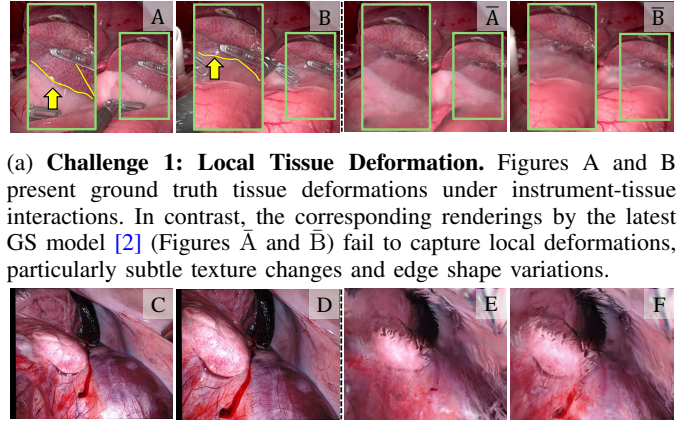 A B A̅ B̅
(a) Challenge 1: Local Tissue Deformation. Figures A and B
present ground truth tissue deformations under instrument-tissue
interactions. In contrast, the corresponding renderings by the latest
GS model [2] (Figures A̅ and B̅) fail to capture local deformations,
particularly subtle texture changes and edge shape variations.
C D E F